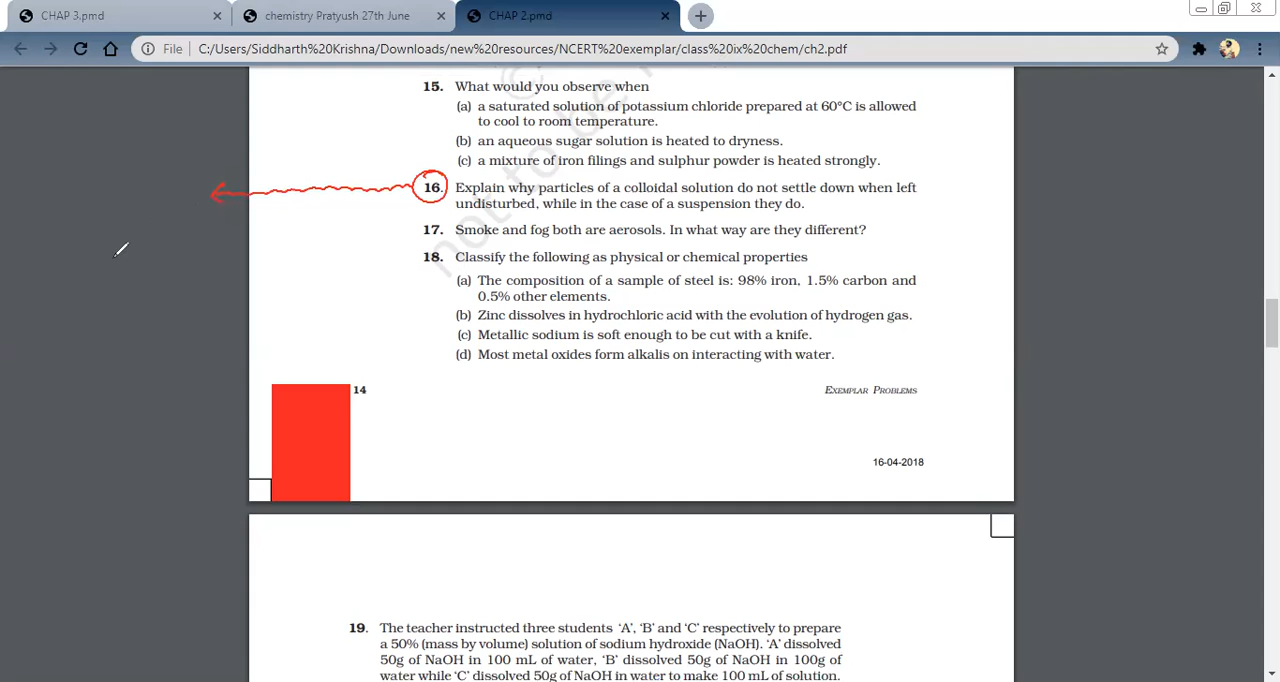 CHAP 3.pmd
chemistry Pratyush 27th June
CHAP 2.pmd
File
C:/Users/Siddharth%20Krishna/Downloads/new%20resources/NCERT%20exemplar/class%20ix%20chem/ch2.pdf
15. What would you observe when
(a) a saturated solution of potassium chloride prepared at 60°C is allowed
to cool to room temperature.
(b) an aqueous sugar solution is heated to dryness.
(c) a mixture of iron filings and sulphur powder is heated strongly.
16. Explain why particles of a colloidal solution do not settle down when left
undisturbed, while in the case of a suspension they do.
17. Smoke and fog both are aerosols. In what way are they different?
18. Classify the following as physical or chemical properties
(a) The composition of a sample of steel is: 98% iron, 1.5% carbon and
0.5% other elements.
(b) Zinc dissolves in hydrochloric acid with the evolution of hydrogen gas.
(c) Metallic sodium is soft enough to be cut with a knife.
(d) Most metal oxides form alkalis on interacting with water.
14
EXEMPLAR PROBLEMS
16-04-2018
© not to be
19. The teacher instructed three students ‘A’, ‘B’ and ‘C’ respectively to prepare
a 50% (mass by volume) solution of sodium hydroxide (NaOH). ‘A’ dissolved
50g of NaOH in 100 mL of water, ‘B’ dissolved 50g of NaOH in 100g of
water while ‘C’ dissolved 50g of NaOH in water to make 100 mL of solution.